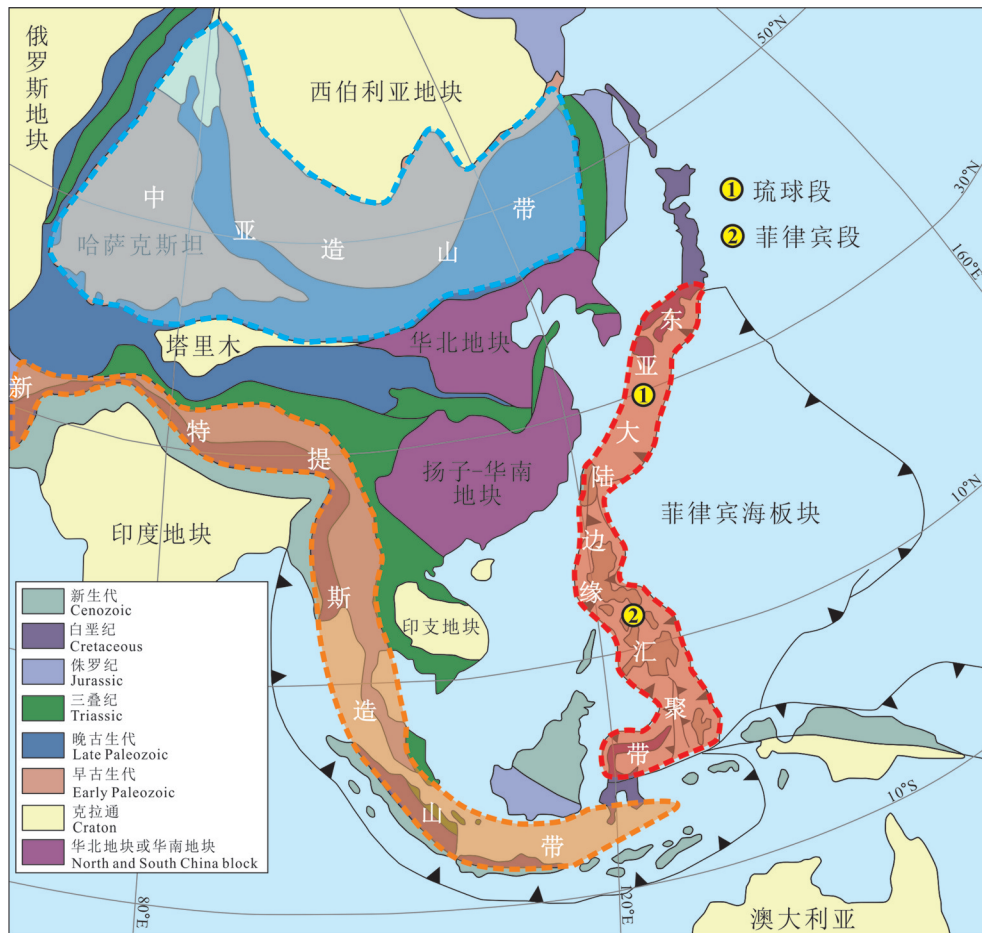 俄罗斯地块
西伯利亚地块
50°N
30°N
160°E
10°N
10°S
80°E
120°E
① 琉球段
② 菲律宾段
中亚造山带
哈萨克斯坦
塔里木
华北地块
扬子-华南
地块
东亚大陆边缘汇聚带
1
2
菲律宾海板块
新特提斯造山带
印度地块
印支地块
澳大利亚
新生代
Cenozoic
白垩纪
Cretaceous
侏罗纪
Jurassic
三叠纪
Triassic
晚古生代
Late Paleozoic
早古生代
Early Paleozoic
克拉通
Craton
华北地块或华南地块
North and South China block